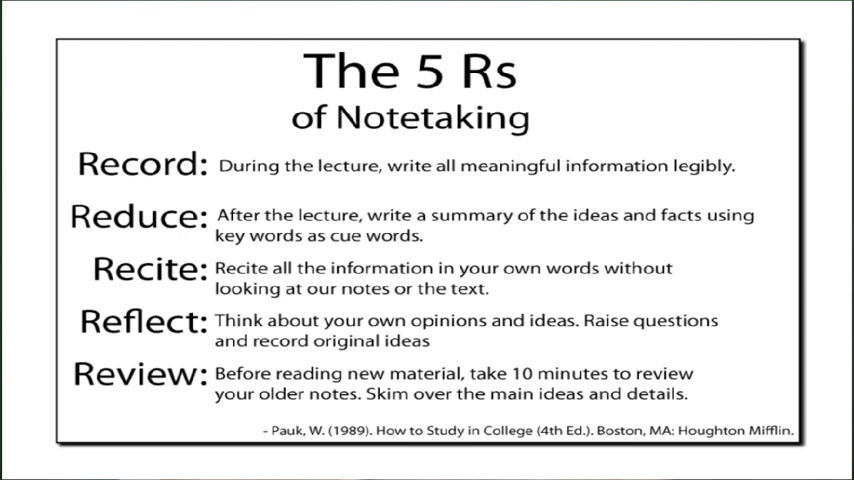 The 5 Rs
of Notetaking
Record: During the lecture, write all meaningful information legibly.
Reduce: After the lecture, write a summary of the ideas and facts using
key words as cue words.
Recite: Recite all the information in your own words without
looking at our notes or the text.
Reflect: Think about your own opinions and ideas. Raise questions
and record original ideas
Review: Before reading new material, take 10 minutes to review
your older notes. Skim over the main ideas and details.
- Pauk, W. (1989). How to Study in College (4th Ed.). Boston, MA: Houghton Mifflin.